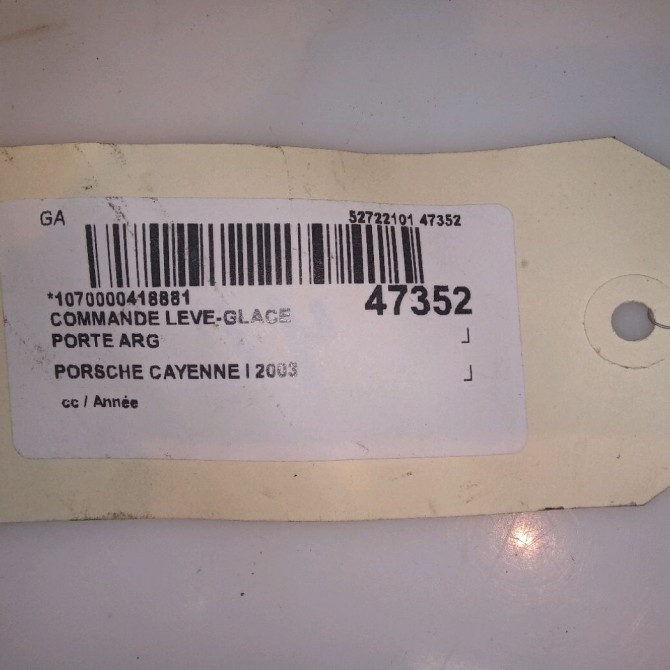 GA 52722101 47352
*1070000418881 47352
COMMANDE LEVE-GLACE
PORTE ARG
PORSCHE CAYENNE I 2003
cc / Année